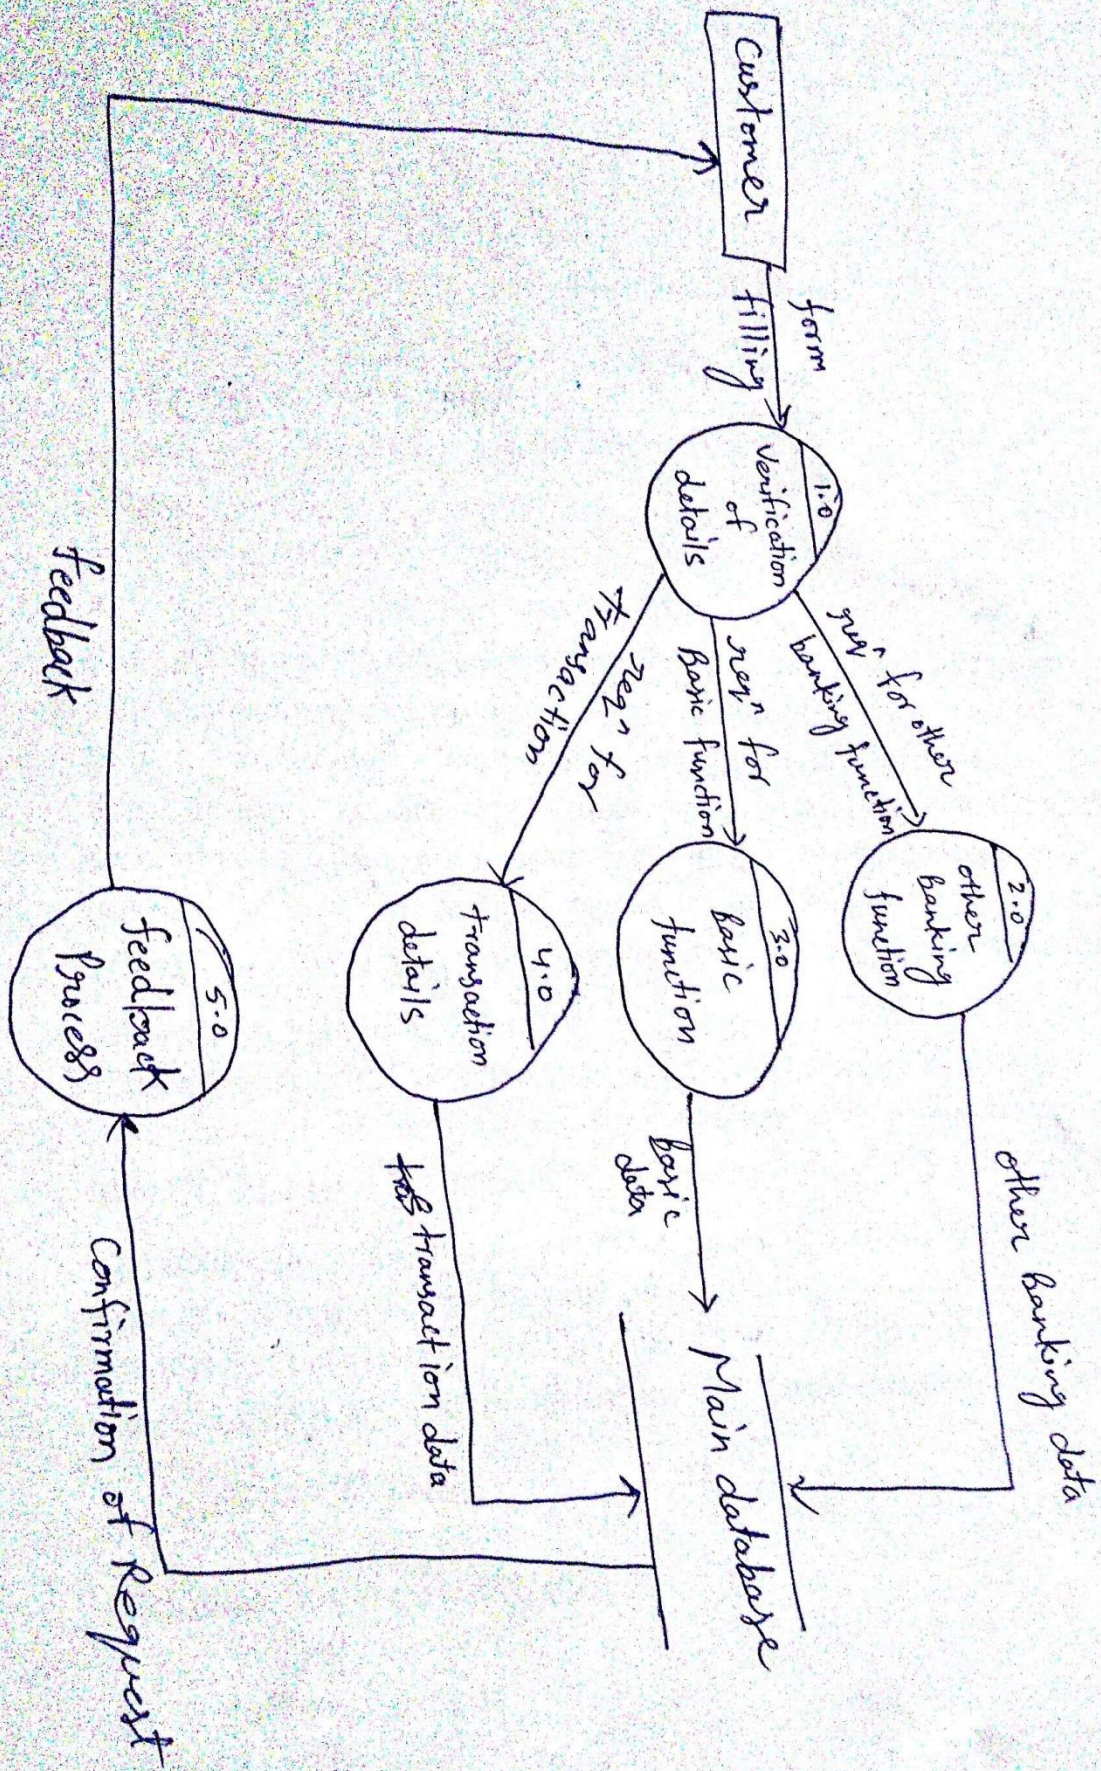 Customer
form
filling
1.0
verification
of
details
reqn for other
banking function
reqn for
Basic function
reqn for
transaction
2.0
other
Banking
function
3.0
Basic
function
4.0
transaction
details
other Banking data
basic
data
transaction data
Main database
Confirmation of Request
5.0
feedback
Process
feedback